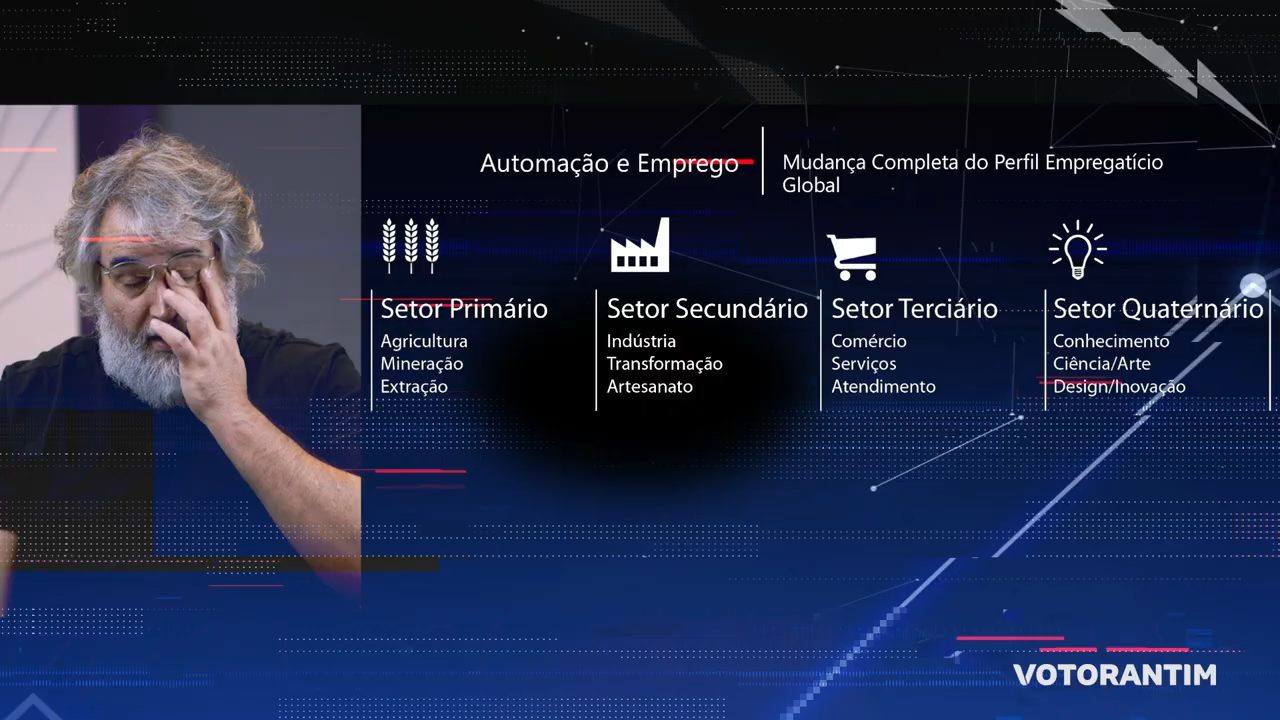 Automação e Emprego
Mudança Completa do Perfil Empregatício
Global
Setor Primário
Agricultura
Mineração
Extração
Setor Secundário
Indústria
Transformação
Artesanato
Setor Terciário
Comércio
Serviços
Atendimento
Setor Quaternário
Conhecimento
Ciência/Arte
Design/Inovação
VOTORANTIM